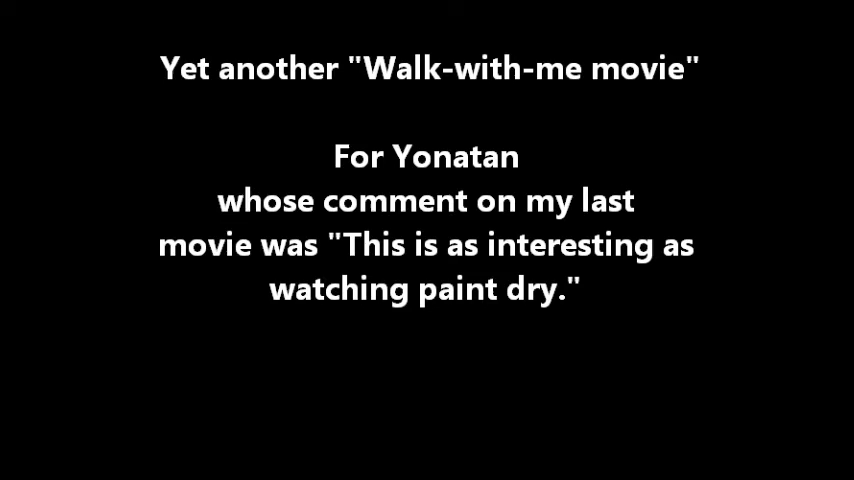 Yet another "Walk-with-me movie"
For Yonatan
whose comment on my last
movie was "This is as interesting as
watching paint dry."